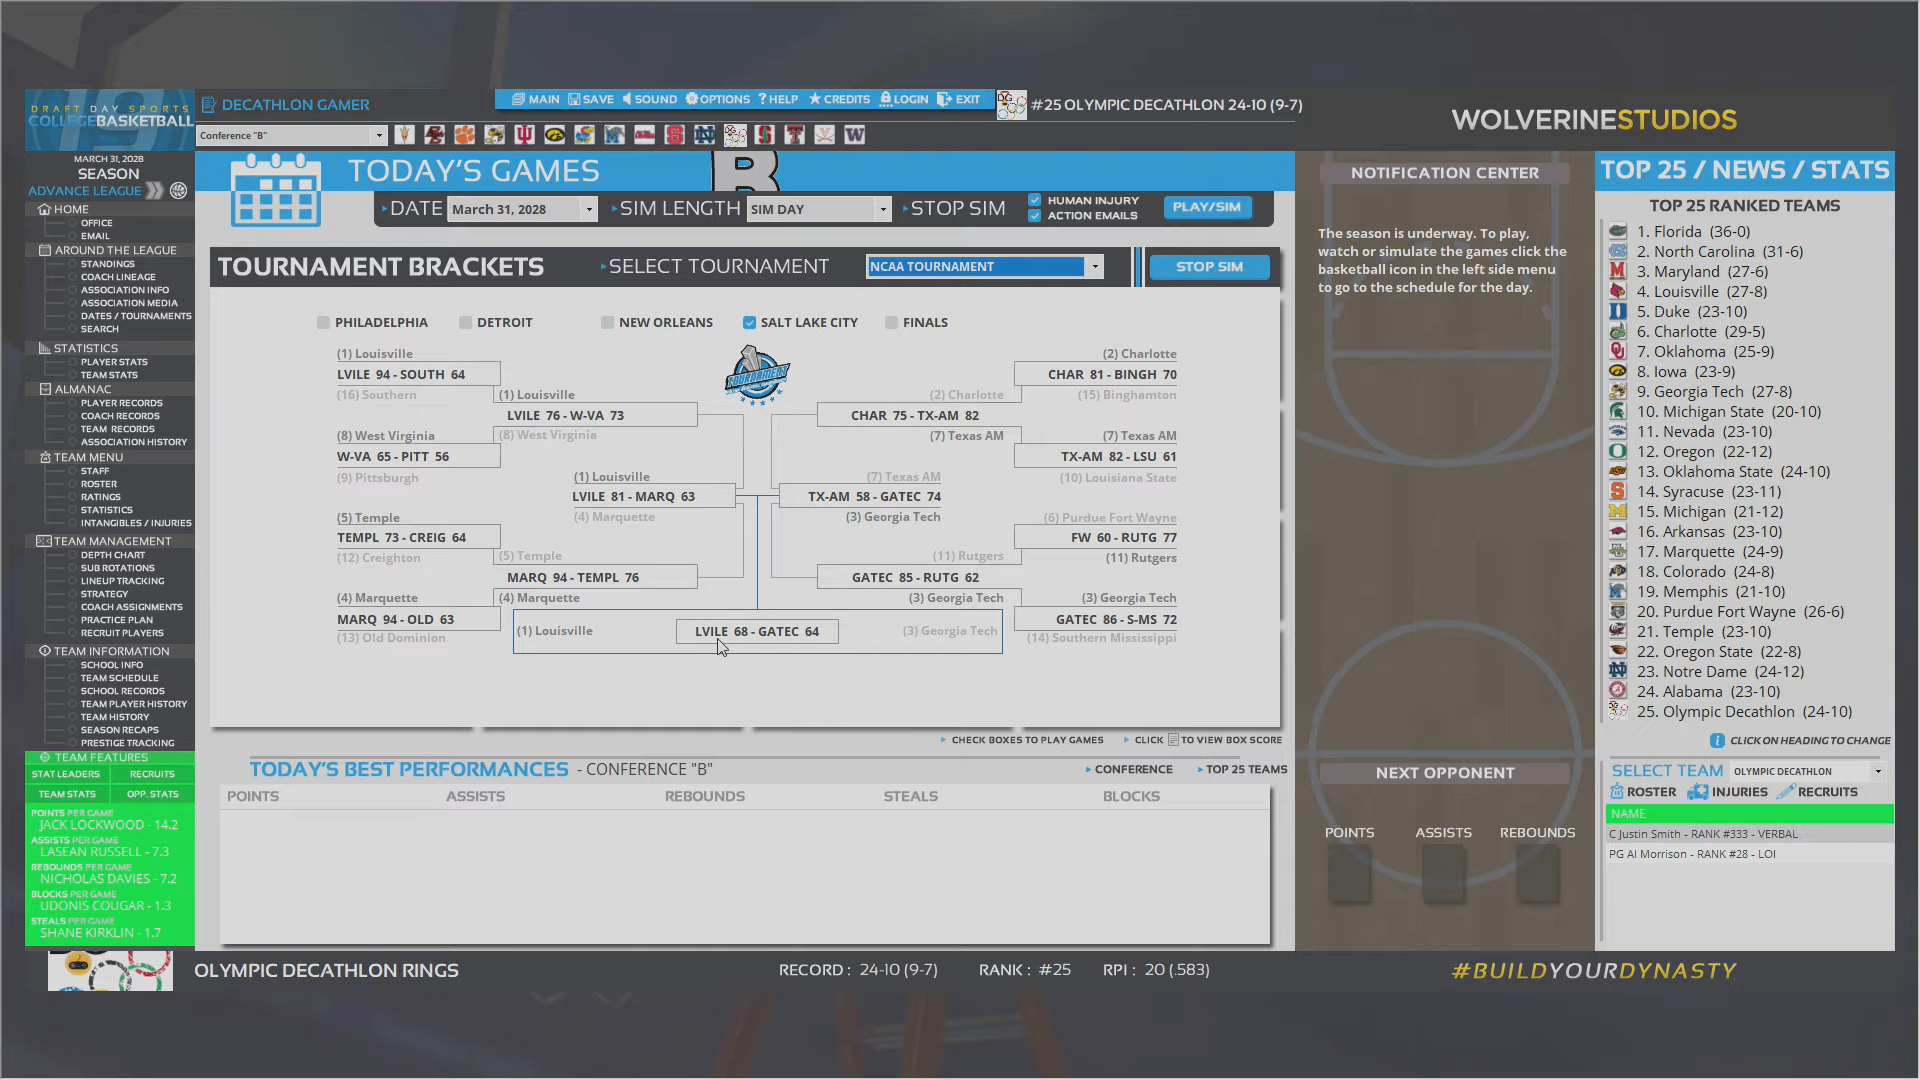 DRAFT DAY SPORTS
COLLEGEBASKETBALL
DECATHLON GAMER
MAIN SAVE SOUND OPTIONS HELP CREDITS LOGIN EXIT
#25 OLYMPIC DECATHLON 24-10 (9-7)
WOLVERINESTUDIOS
Conference "B"
MARCH 31, 2028
SEASON
ADVANCE LEAGUE
HOME
OFFICE
EMAIL
AROUND THE LEAGUE
STANDINGS
COACH LINEAGE
ASSOCIATION INFO
ASSOCIATION MEDIA
DATES / TOURNAMENTS
SEARCH
STATISTICS
PLAYER STATS
TEAM STATS
ALMANAC
PLAYER RECORDS
COACH RECORDS
TEAM RECORDS
ASSOCIATION HISTORY
TEAM MENU
STAFF
ROSTER
RATINGS
STATISTICS
INTANGIBLES / INJURIES
TEAM MANAGEMENT
DEPTH CHART
SUB ROTATIONS
LINEUP TRACKING
STRATEGY
COACH ASSIGNMENTS
PRACTICE PLAN
RECRUIT PLAYERS
TEAM INFORMATION
SCHOOL INFO
TEAM SCHEDULE
SCHOOL RECORDS
TEAM PLAYER HISTORY
TEAM HISTORY
SEASON RECAPS
PRESTIGE TRACKING
TEAM FEATURES
STAT LEADERS RECRUITS
TEAM STATS OPP. STATS
POINTS PER GAME
JACK LOCKWOOD - 14.2
ASSISTS PER GAME
LASEAN RUSSELL - 7.3
REBOUNDS PER GAME
NICHOLAS DAVIES - 7.2
BLOCKS PER GAME
UDONIS COUGAR - 1.3
STEALS PER GAME
SHANE KIRKLIN - 1.7
TODAY'S GAMES
B
DATE March 31, 2028 SIM LENGTH SIM DAY STOP SIM HUMAN INJURY
ACTION EMAILS
PLAY/SIM
TOURNAMENT BRACKETS SELECT TOURNAMENT NCAA TOURNAMENT STOP SIM
PHILADELPHIA DETROIT NEW ORLEANS SALT LAKE CITY FINALS
TOURNAMENT
(1) Louisville
LVILE 94 - SOUTH 64
(16) Southern
(8) West Virginia
W-VA 65 - PITT 56
(9) Pittsburgh
(5) Temple
TEMPL 73 - CREIG 64
(12) Creighton
(4) Marquette
MARQ 94 - OLD 63
(13) Old Dominion
(1) Louisville
LVILE 76 - W-VA 73
(8) West Virginia
(5) Temple
MARQ 94 - TEMPL 76
(4) Marquette
(1) Louisville
LVILE 81 - MARQ 63
(4) Marquette
(1) Louisville LVILE 68 - GATEC 64 (3) Georgia Tech
(7) Texas AM
TX-AM 58 - GATEC 74
(3) Georgia Tech
(2) Charlotte
CHAR 75 - TX-AM 82
(7) Texas AM
(11) Rutgers
GATEC 85 - RUTG 62
(3) Georgia Tech
(2) Charlotte
CHAR 81 - BINGH 70
(15) Binghamton
(7) Texas AM
TX-AM 82 - LSU 61
(10) Louisiana State
(6) Purdue Fort Wayne
FW 60 - RUTG 77
(11) Rutgers
(3) Georgia Tech
GATEC 86 - S-MS 72
(14) Southern Mississippi
CHECK BOXES TO PLAY GAMES CLICK TO VIEW BOX SCORE
TODAY'S BEST PERFORMANCES - CONFERENCE "B" CONFERENCE TOP 25 TEAMS
POINTS ASSISTS REBOUNDS STEALS BLOCKS
NOTIFICATION CENTER
The season is underway. To play,
watch or simulate the games click the
basketball icon in the left side menu
to go to the schedule for the day.
NEXT OPPONENT
POINTS ASSISTS REBOUNDS
TOP 25 / NEWS / STATS
TOP 25 RANKED TEAMS
1. Florida (36-0)
2. North Carolina (31-6)
3. Maryland (27-6)
4. Louisville (27-8)
5. Duke (23-10)
6. Charlotte (29-5)
7. Oklahoma (25-9)
8. Iowa (23-9)
9. Georgia Tech (27-8)
10. Michigan State (20-10)
11. Nevada (23-10)
12. Oregon (22-12)
13. Oklahoma State (24-10)
14. Syracuse (23-11)
15. Michigan (21-12)
16. Arkansas (23-10)
17. Marquette (24-9)
18. Colorado (24-8)
19. Memphis (21-10)
20. Purdue Fort Wayne (26-6)
21. Temple (23-10)
22. Oregon State (22-8)
23. Notre Dame (24-12)
24. Alabama (23-10)
25. Olympic Decathlon (24-10)
CLICK ON HEADING TO CHANGE
SELECT TEAM OLYMPIC DECATHLON
ROSTER INJURIES RECRUITS
NAME
C Justin Smith - RANK #333 - VERBAL
PG Al Morrison - RANK #28 - LOI
OLYMPIC DECATHLON RINGS
RECORD : 24-10 (9-7) RANK : #25 RPI : 20 (.583)
#BUILDYOURDYNASTY